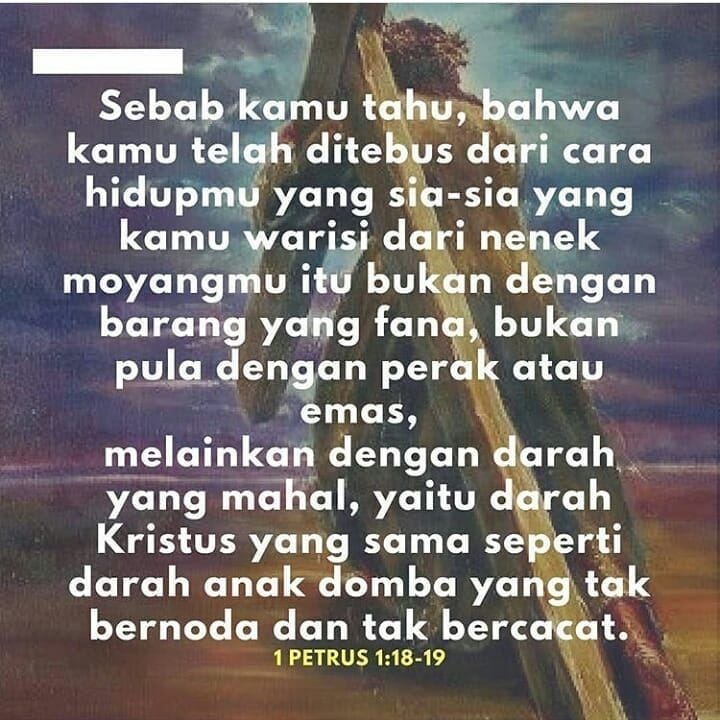 Sebab kamu tahu, bahwa
kamu telah ditebus dari cara
hidupmu yang sia-sia yang
kamu warisi dari nenek
moyangmu itu bukan dengan
barang yang fana, bukan
pula dengan perak atau
emas,
melainkan dengan darah
yang mahal, yaitu darah
Kristus yang sama seperti
darah anak domba yang tak
bernoda dan tak bercacat.
1 PETRUS 1:18-19